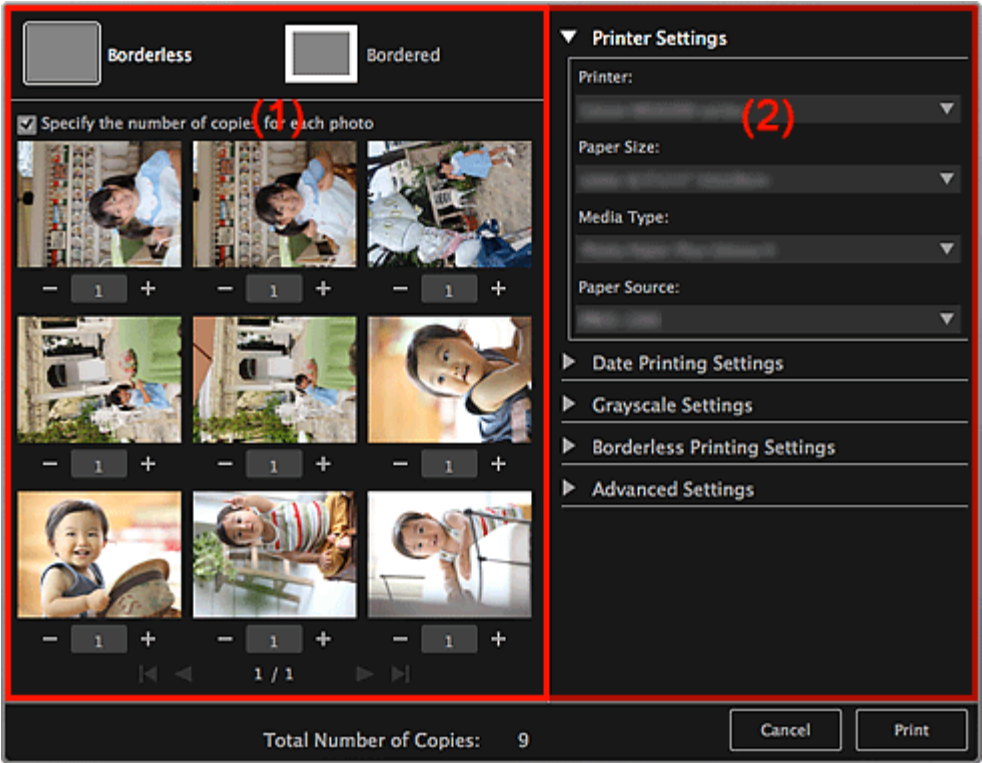 Borderless
Bordered
(1)
Specify the number of copies for each photo
1
1
1
1
1
1
1
1
1
1 / 1
Total Number of Copies: 9
(2)
Printer Settings
Printer:
Paper Size:
Media Type:
Paper Source:
Date Printing Settings
Grayscale Settings
Borderless Printing Settings
Advanced Settings
Cancel
Print